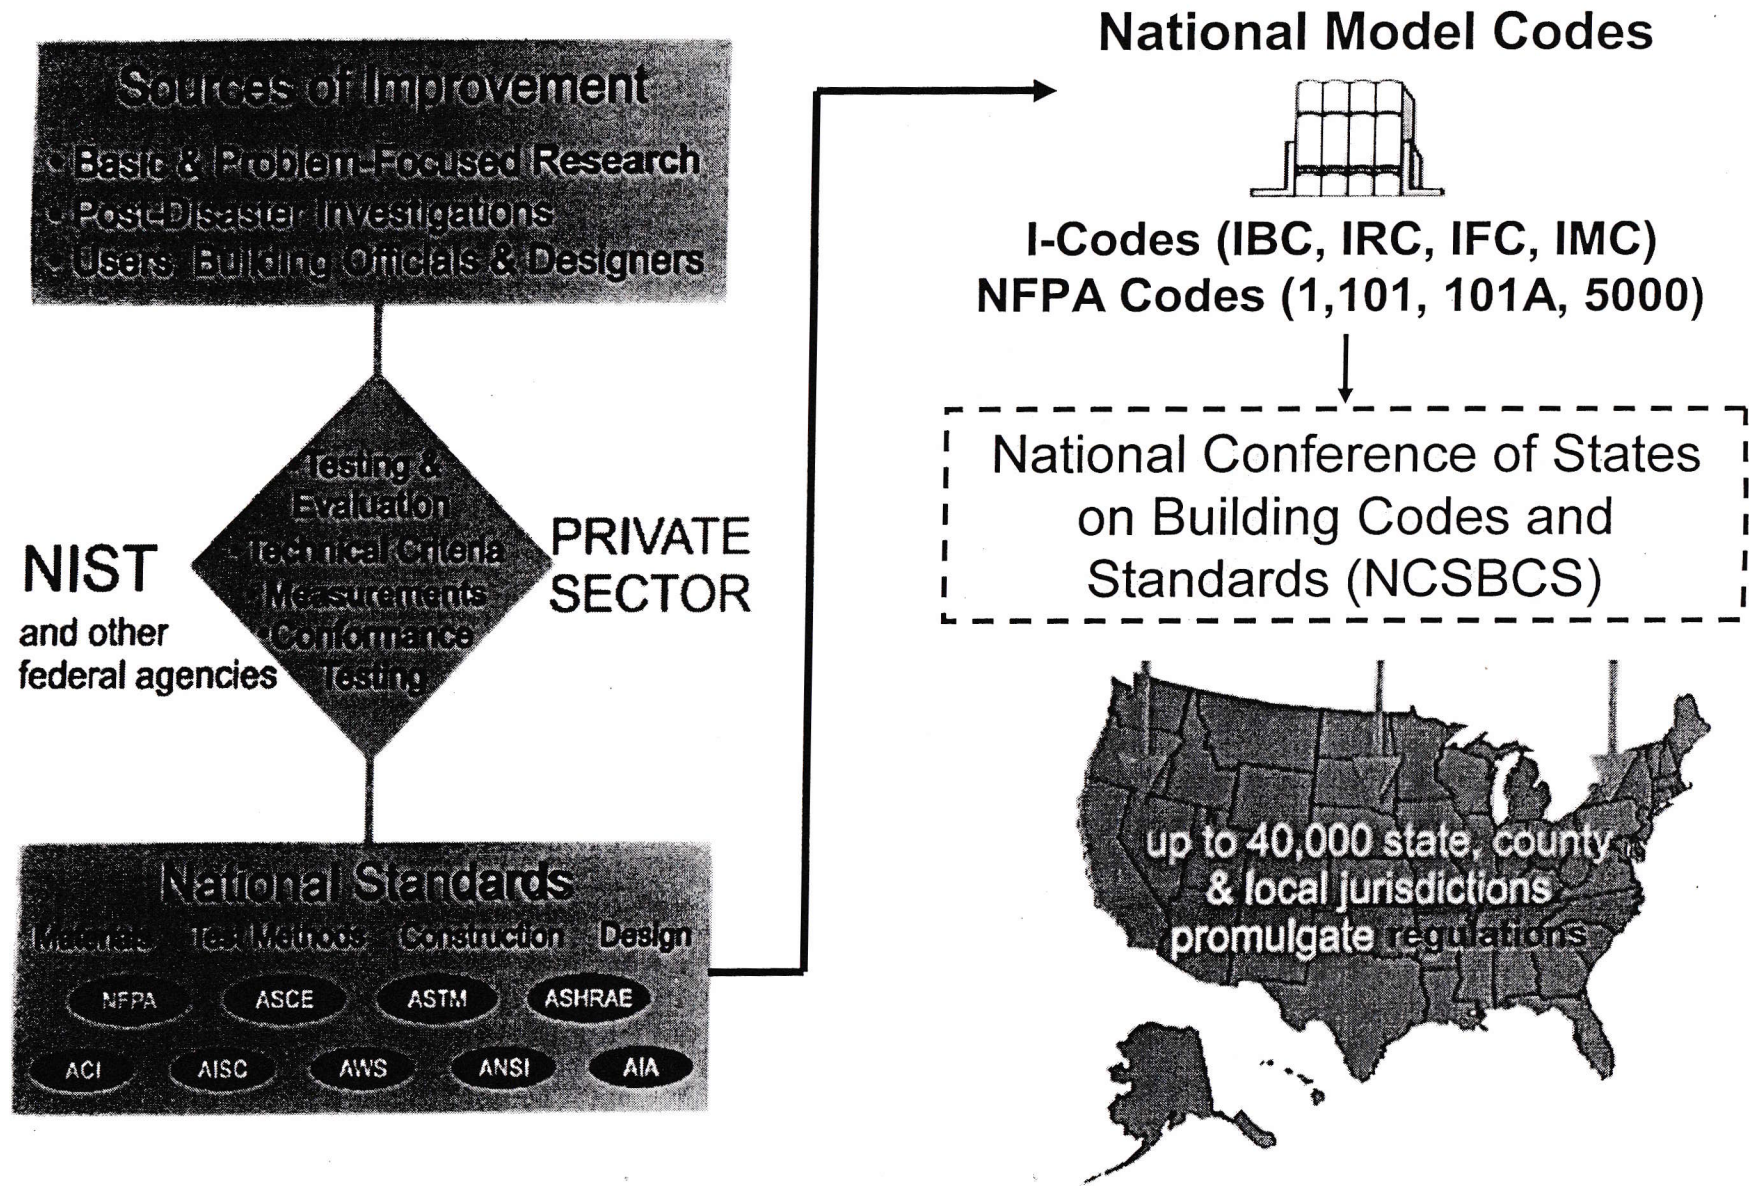 Sources of Improvement
• Basic & Problem-Focused Research
• Post-Disaster Investigations
• Users, Building Officials & Designers
Testing &
Evaluation
• Technical Criteria
• Measurements
• Conformance
Testing
NIST
and other
federal agencies
PRIVATE
SECTOR
National Standards
Materials Test Methods Construction Design
NFPA ASCE ASTM ASHRAE
ACI AISC AWS ANSI AIA
National Model Codes
I-Codes (IBC, IRC, IFC, IMC)
NFPA Codes (1,101, 101A, 5000)
National Conference of States
on Building Codes and
Standards (NCSBCS)
up to 40,000 state, county
& local jurisdictions
promulgate regulations